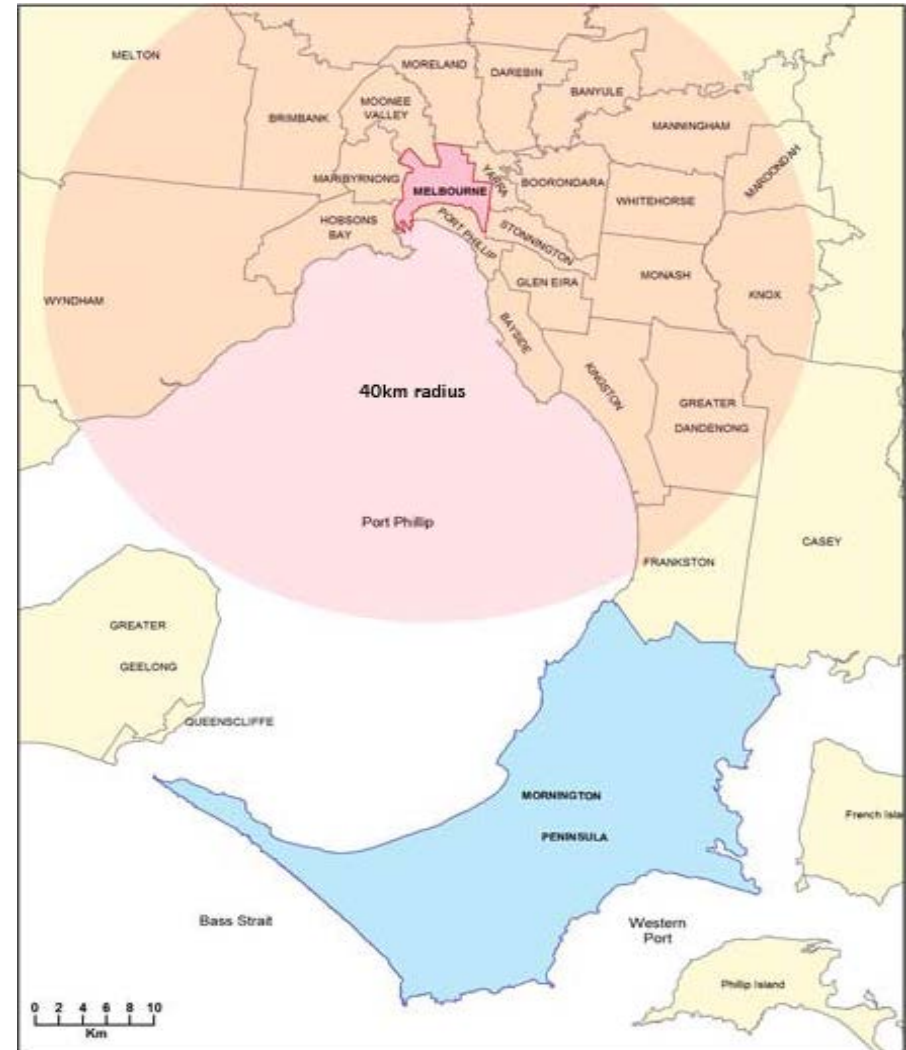 MELTON
MORELAND
DAREBIN
BANYULE
BRIMBANK
MOONEE
VALLEY
MANNINGHAM
MAROONDAH
MARIBYRNONG
MELBOURNE
YARRA
BOORONDARA
WHITEHORSE
HOBSONS
BAY
PORT PHILLIP
STONNINGTON
GLEN EIRA
MONASH
KNOX
WYNDHAM
BAYSIDE
KINGSTON
40km radius
GREATER
DANDENONG
Port Phillip
CASEY
FRANKSTON
GREATER
GEELONG
QUEENSCLIFFE
MORNINGTON
PENINSULA
French Isla
Bass Strait
Western
Port
Phillip Island
0 2 4 6 8 10
Km